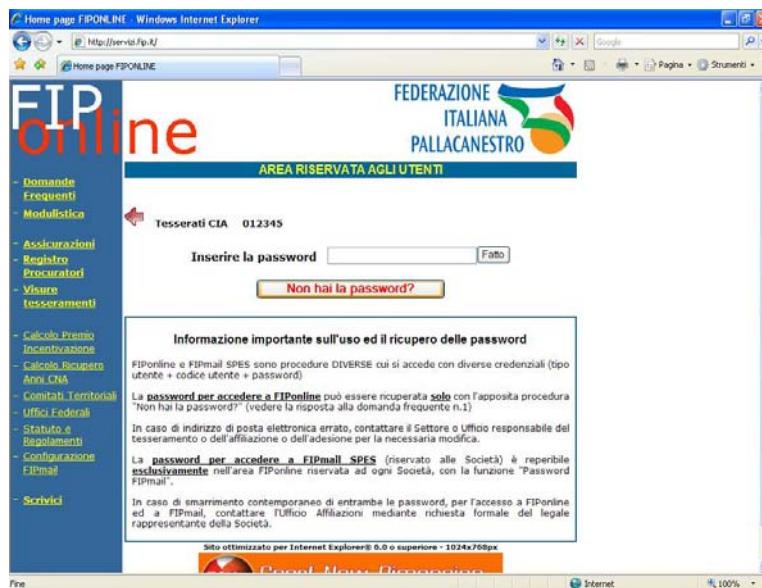 Home page FIPONLINE - Windows Internet Explorer
http://servizi.fip.it/
Google
Home page FIPONLINE
Pagina
Strumenti
FIP
online
FEDERAZIONE
ITALIANA
PALLACANESTRO
AREA RISERVATA AGLI UTENTI
- Domande
Frequenti
- Modulistica
- Assicurazioni
- Registro
Procuratori
- Visure
tesseramenti
- Calcolo Premio
Incentivazione
- Calcolo Recupero
Anni CNA
- Comitati Territoriali
- Uffici Federali
- Statuto e
Regolamenti
- Configurazione
FIPmail
- Scrivici
Tesserati CIA 012345
Inserire la password
Fatto
Non hai la password?
Informazione importante sull'uso ed il ricupero delle password
FIPonline e FIPmail SPES sono procedure DIVERSE cui si accede con diverse credenziali (tipo
utente + codice utente + password)
La password per accedere a FIPonline può essere ricuperata solo con l'apposita procedura
"Non hai la password?" (vedere la risposta alla domanda frequente n.1)
In caso di indirizzo di posta elettronica errato, contattare il Settore o Ufficio responsabile del
tesseramento o dell'affiliazione o dell'adesione per la necessaria modifica.
La password per accedere a FIPmail SPES (riservato alle Società) è reperibile
esclusivamente nell'area FIPonline riservata ad ogni Società, con la funzione "Password
FIPmail".
In caso di smarrimento contemporaneo di entrambe le password, per l'accesso a FIPonline
ed a FIPmail, contattare l'Ufficio Affiliazioni mediante richiesta formale del legale
rappresentante della Società.
Sito ottimizzato per Internet Explorer® 6.0 o superiore - 1024x768px
Fine
Internet
100%